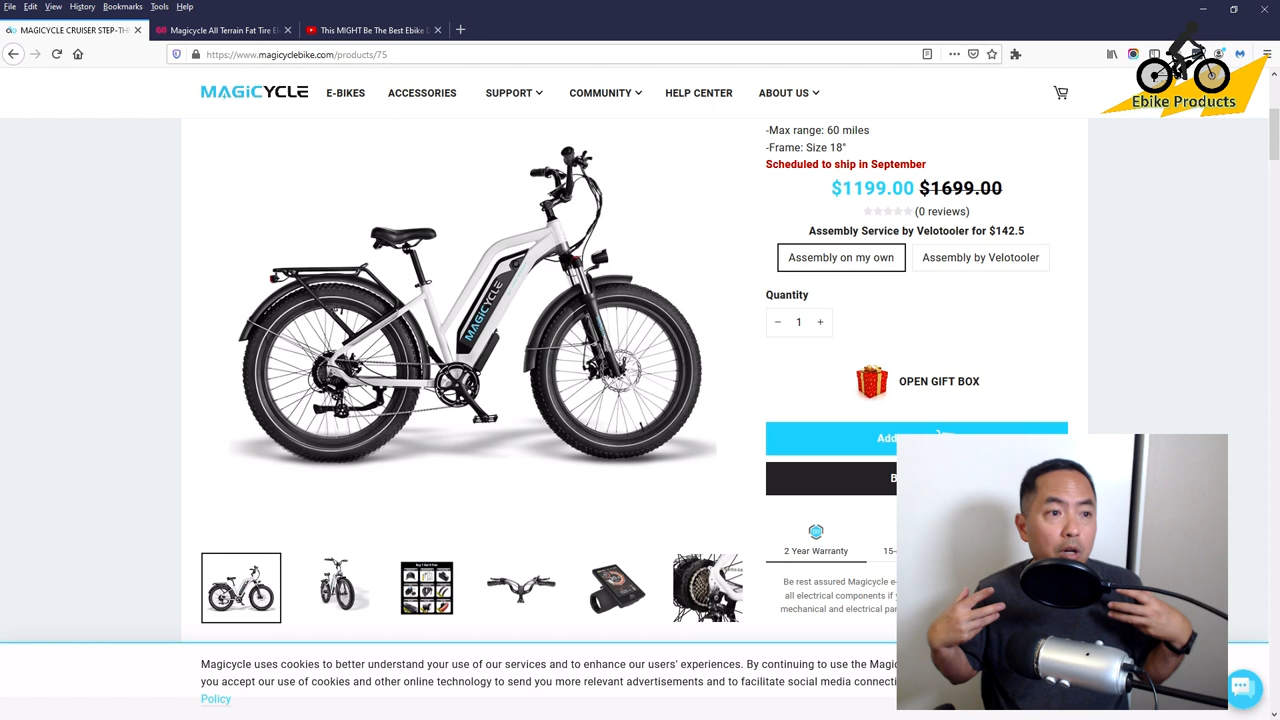 File Edit View History Bookmarks Tools Help
MAGICYCLE CRUISER STEP-TH
Magicycle All Terrain Fat Tire El
This MIGHT Be The Best Ebike D
https://www.magicyclebike.com/products/75
Ebike Products
MAGICYCLE
E-BIKES
ACCESSORIES
SUPPORT
COMMUNITY
HELP CENTER
ABOUT US
-Max range: 60 miles
-Frame: Size 18"
Scheduled to ship in September
$1199.00 $1699.00
(0 reviews)
Assembly Service by Velotooler for $142.5
Assembly on my own
Assembly by Velotooler
Quantity
− 1 +
OPEN GIFT BOX
Add
B
MAGICYCLE
2 Year Warranty
15-
Be rest assured Magicycle e-
all electrical components if y
mechanical and electrical par
Magicycle uses cookies to better understand your use of our services and to enhance our users' experiences. By continuing to use the Magic
you accept our use of cookies and other online technology to send you more relevant advertisements and to facilitate social media connecti
Policy